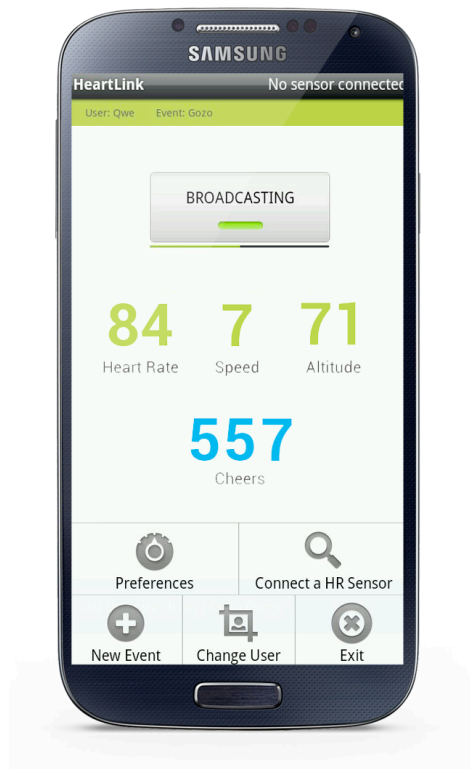 SAMSUNG
HeartLink No sensor connected
User: Qwe Event: Gozo
BROADCASTING
84 7 71
Heart Rate Speed Altitude
557
Cheers
Preferences Connect a HR Sensor
New Event Change User Exit